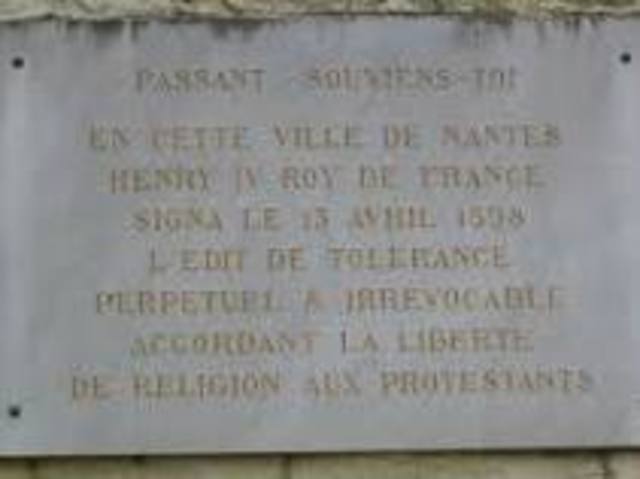 PASSANT SOUVIENS-TOI
EN CETTE VILLE DE NANTES
HENRY IV ROY DE FRANCE
SIGNA LE 13 AVRIL 1598
L'EDIT DE TOLERANCE
PERPETUEL & IRREVOCABLE
ACCORDANT LA LIBERTE
DE RELIGION AUX PROTESTANTS